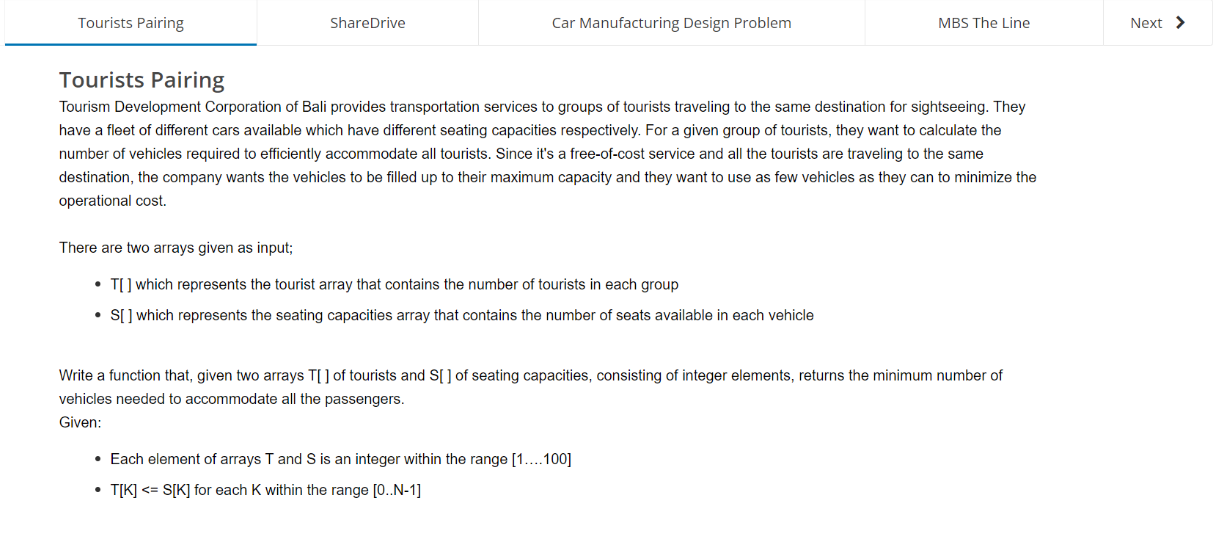 Tourists Pairing
ShareDrive
Car Manufacturing Design Problem
MBS The Line
Next
Tourists Pairing
Tourism Development Corporation of Bali provides transportation services to groups of tourists traveling to the same destination for sightseeing. They
have a fleet of different cars available which have different seating capacities respectively. For a given group of tourists, they want to calculate the
number of vehicles required to efficiently accommodate all tourists. Since it's a free-of-cost service and all the tourists are traveling to the same
destination, the company wants the vehicles to be filled up to their maximum capacity and they want to use as few vehicles as they can to minimize the
operational cost.
There are two arrays given as input;
• T[ ] which represents the tourist array that contains the number of tourists in each group
• S[ ] which represents the seating capacities array that contains the number of seats available in each vehicle
Write a function that, given two arrays T[ ] of tourists and S[ ] of seating capacities, consisting of integer elements, returns the minimum number of
vehicles needed to accommodate all the passengers.
Given:
• Each element of arrays T and S is an integer within the range [1....100]
• T[K] <= S[K] for each K within the range [0..N-1]